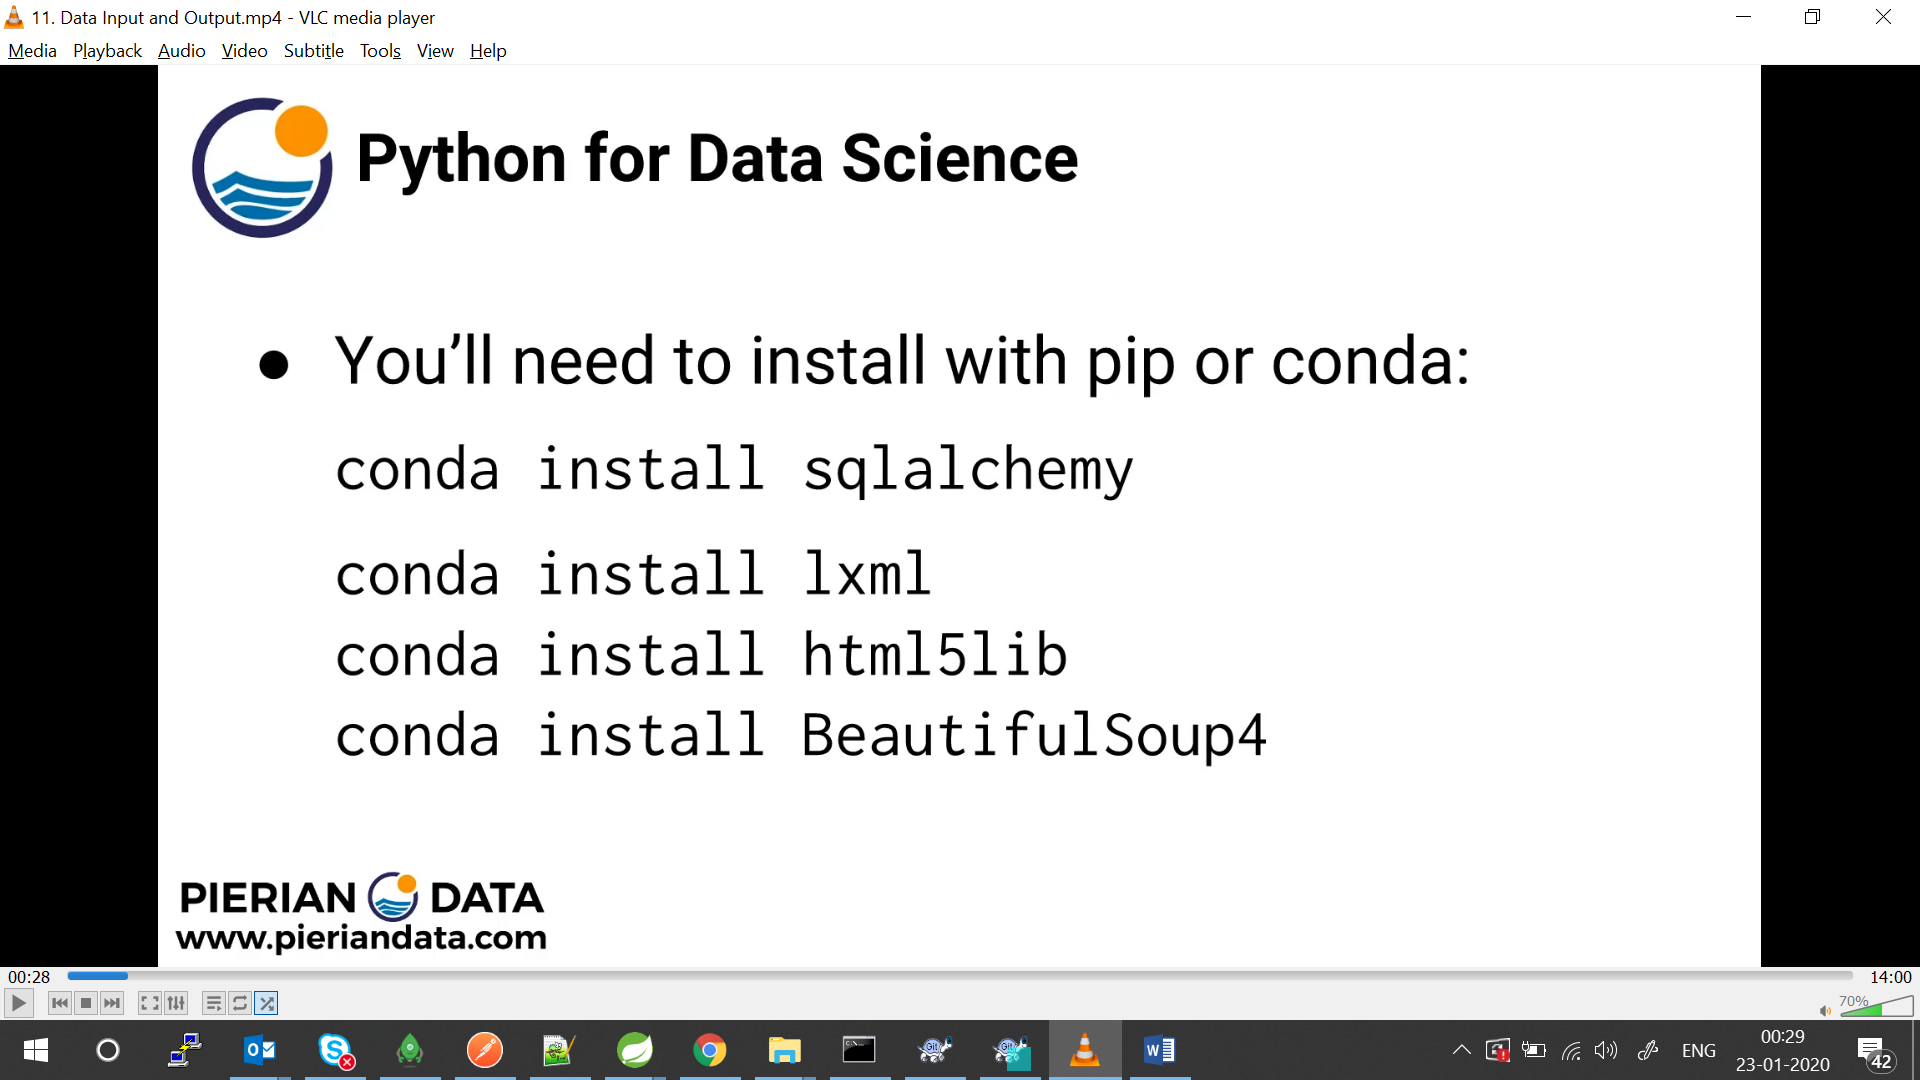 11. Data Input and Output.mp4 - VLC media player
Media Playback Audio Video Subtitle Tools View Help
Python for Data Science
● You’ll need to install with pip or conda:
conda install sqlalchemy
conda install lxml
conda install html5lib
conda install BeautifulSoup4
PIERIAN DATA
www.pieriandata.com
00:28
14:00
70%
ENG
00:29
23-01-2020
42